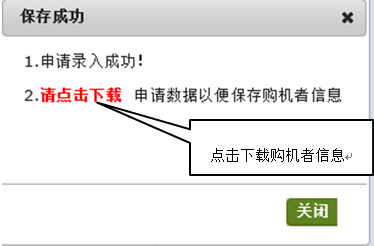 保存成功
1.申请录入成功!
2.请点击下载 申请数据以便保存购机者信息
点击下载购机者信息
关闭